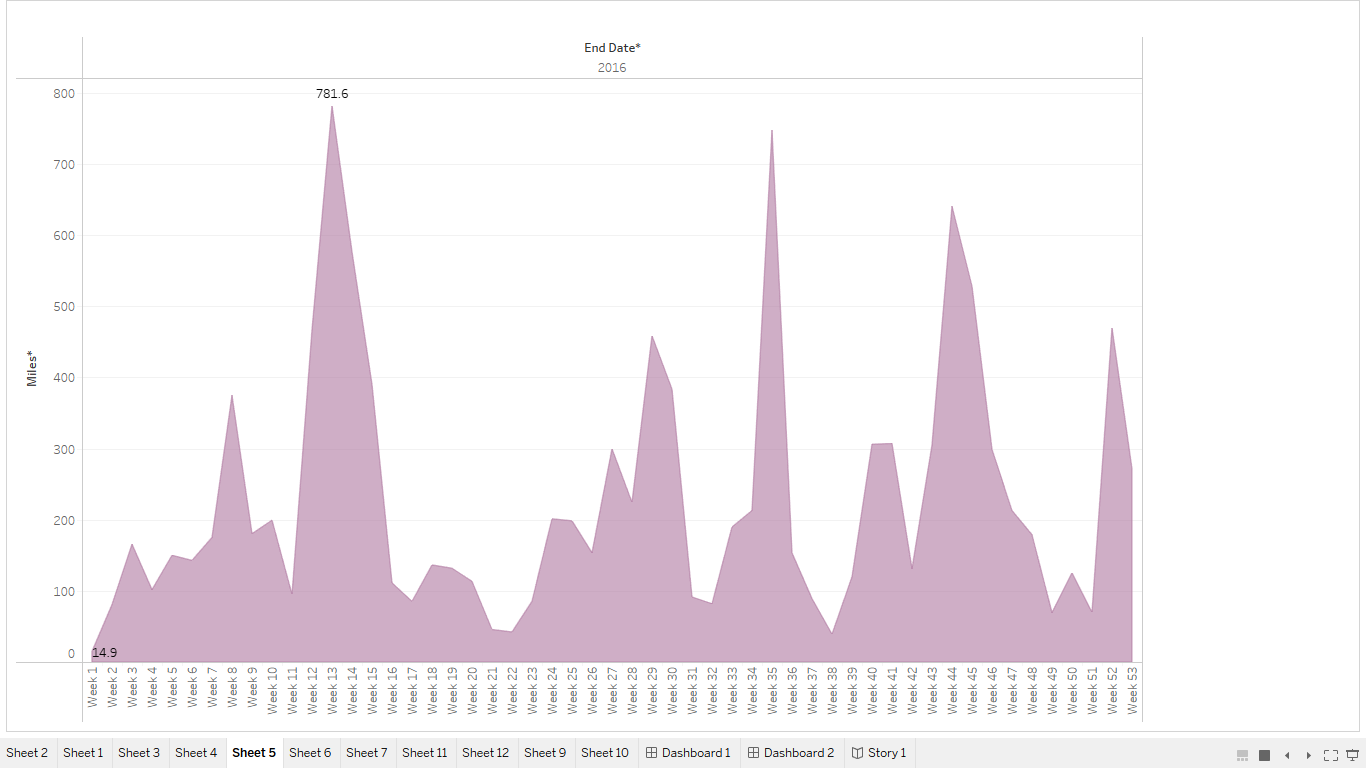 End Date*
2016
800
781.6
700
600
500
400
300
200
100
0
14.9
Miles*
Week 1
Week 2
Week 3
Week 4
Week 5
Week 6
Week 7
Week 8
Week 9
Week 10
Week 11
Week 12
Week 13
Week 14
Week 15
Week 16
Week 17
Week 18
Week 19
Week 20
Week 21
Week 22
Week 23
Week 24
Week 25
Week 26
Week 27
Week 28
Week 29
Week 30
Week 31
Week 32
Week 33
Week 34
Week 35
Week 36
Week 37
Week 38
Week 39
Week 40
Week 41
Week 42
Week 43
Week 44
Week 45
Week 46
Week 47
Week 48
Week 49
Week 50
Week 51
Week 52
Week 53
Sheet 2 Sheet 1 Sheet 3 Sheet 4 Sheet 5 Sheet 6 Sheet 7 Sheet 11 Sheet 12 Sheet 9 Sheet 10 Dashboard 1 Dashboard 2 Story 1